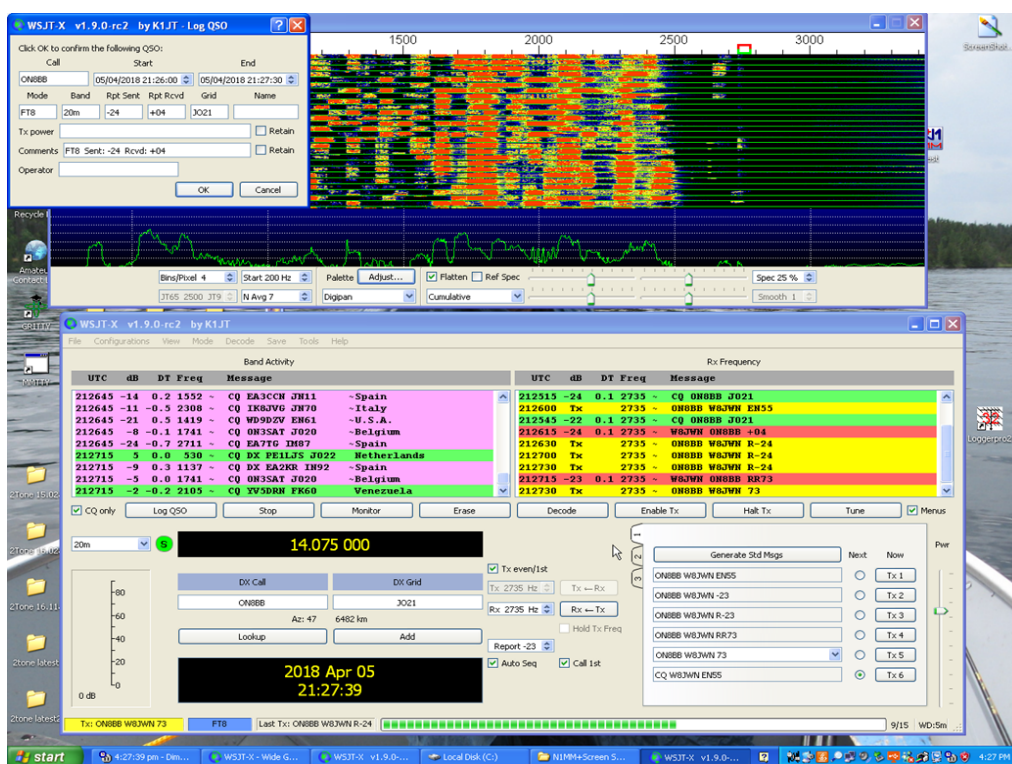 WSJT-X v1.9.0-rc2 by K1JT - Log QSO
Click OK to confirm the following QSO:
Call Start End
ON8BB 05/04/2018 21:26:00 05/04/2018 21:27:30
Mode Band Rpt Sent Rpt Rcvd Grid Name
FT8 20m -24 +04 JO21
Tx power Retain
Comments FT8 Sent: -24 Rcvd: +04 Retain
Operator
OK Cancel
1500 2000 2500 3000
Bins/Pixel 4 Start 200 Hz Palette Adjust... Flatten Ref Spec Spec 25 %
JT65 2500 JT9 N Avg 7 Digipan Cumulative Smooth 1
Recycle
Amateu
Contact
GRITTY
MMTTY
2Tone 15.02
2Tone 16.11
2tone latest
2tone latest2
Loggerpro2
WSJT-X v1.9.0-rc2 by K1JT
File Configurations View Mode Decode Save Tools Help
Band Activity
UTC dB DT Freq Message
212645 -14 0.2 1552 ~ CQ EA3CCN JN11 ~Spain
212645 -11 -0.5 2308 ~ CQ IK8JVG JN70 ~Italy
212645 -21 0.5 1419 ~ CQ WD9DZV EN61 ~U.S.A.
212645 -8 -0.1 1741 ~ CQ ON3SAT JO20 ~Belgium
212645 -24 -0.7 2711 ~ CQ EA7TG IM87 ~Spain
212715 5 0.0 530 ~ CQ DX PE1LJS JO22 Netherlands
212715 -9 0.3 1137 ~ CQ DX EA2KR IN92 ~Spain
212715 -5 0.0 1741 ~ CQ ON3SAT JO20 ~Belgium
212715 -2 -0.2 2105 ~ CQ YV5DRN FK60 Venezuela
Rx Frequency
UTC dB DT Freq Message
212515 -24 0.1 2735 ~ CQ ON8BB JO21
212600 Tx 2735 ~ ON8BB W8JWN EN55
212545 -22 0.1 2735 ~ CQ ON8BB JO21
212615 -24 0.1 2735 ~ W8JWN ON8BB +04
212630 Tx 2735 ~ ON8BB W8JWN R-24
212700 Tx 2735 ~ ON8BB W8JWN R-24
212730 Tx 2735 ~ ON8BB W8JWN R-24
212715 -23 0.1 2735 ~ W8JWN ON8BB RR73
212730 Tx 2735 ~ ON8BB W8JWN 73
CQ only Log QSO Stop Monitor Erase Decode Enable Tx Halt Tx Tune Menus
20m S 14.075 000
-80
-60
-40
-20
0
0 dB
DX Call DX Grid
ON8BB JO21
Az: 47 6482 km
Lookup Add
2018 Apr 05
21:27:39
Tx even/1st
Tx 2735 Hz Tx ← Rx
Rx 2735 Hz Rx ← Tx
Hold Tx Freq
Report -23
Auto Seq Call 1st
1
2
3
Generate Std Msgs Next Now Pwr
ON8BB W8JWN EN55 Tx 1
ON8BB W8JWN -23 Tx 2
ON8BB W8JWN R-23 Tx 3
ON8BB W8JWN RR73 Tx 4
ON8BB W8JWN 73 Tx 5
CQ W8JWN EN55 Tx 6
Tx: ON8BB W8JWN 73 FT8 Last Tx: ON8BB W8JWN R-24 9/15 WD:5m
start 4:27:39 pm - Dim... WSJT-X - Wide G... WSJT-X v1.9.0-... Local Disk (C:) N1MM+Screen S... WSJT-X v1.9.0-... 4:27 PM